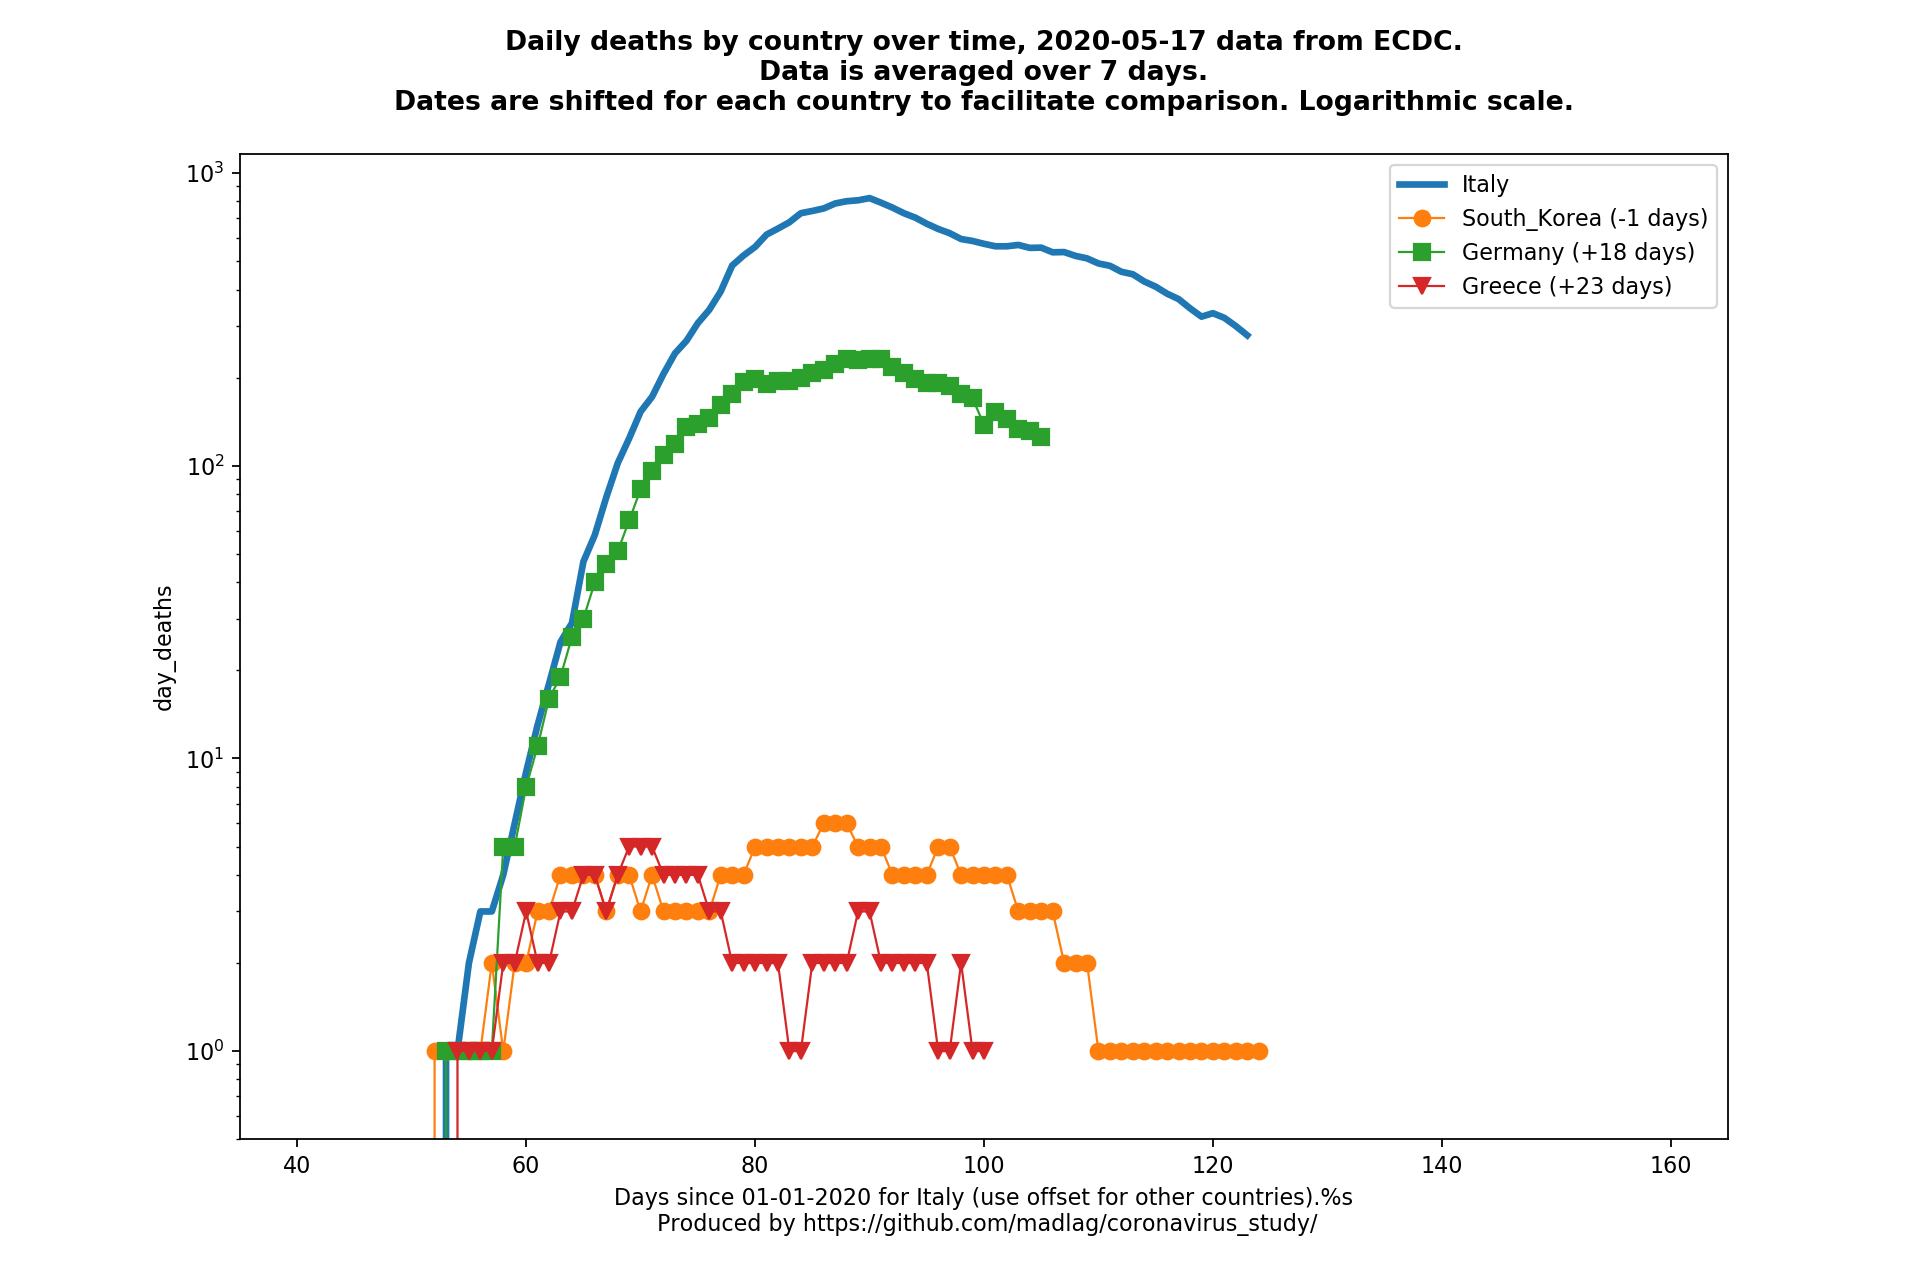 Daily deaths by country over time, 2020-05-17 data from ECDC.
Data is averaged over 7 days.
Dates are shifted for each country to facilitate comparison. Logarithmic scale.
10³
10²
10¹
10⁰
day_deaths
Italy
South_Korea (-1 days)
Germany (+18 days)
Greece (+23 days)
40 60 80 100 120 140 160
Days since 01-01-2020 for Italy (use offset for other countries).%s
Produced by https://github.com/madlag/coronavirus_study/